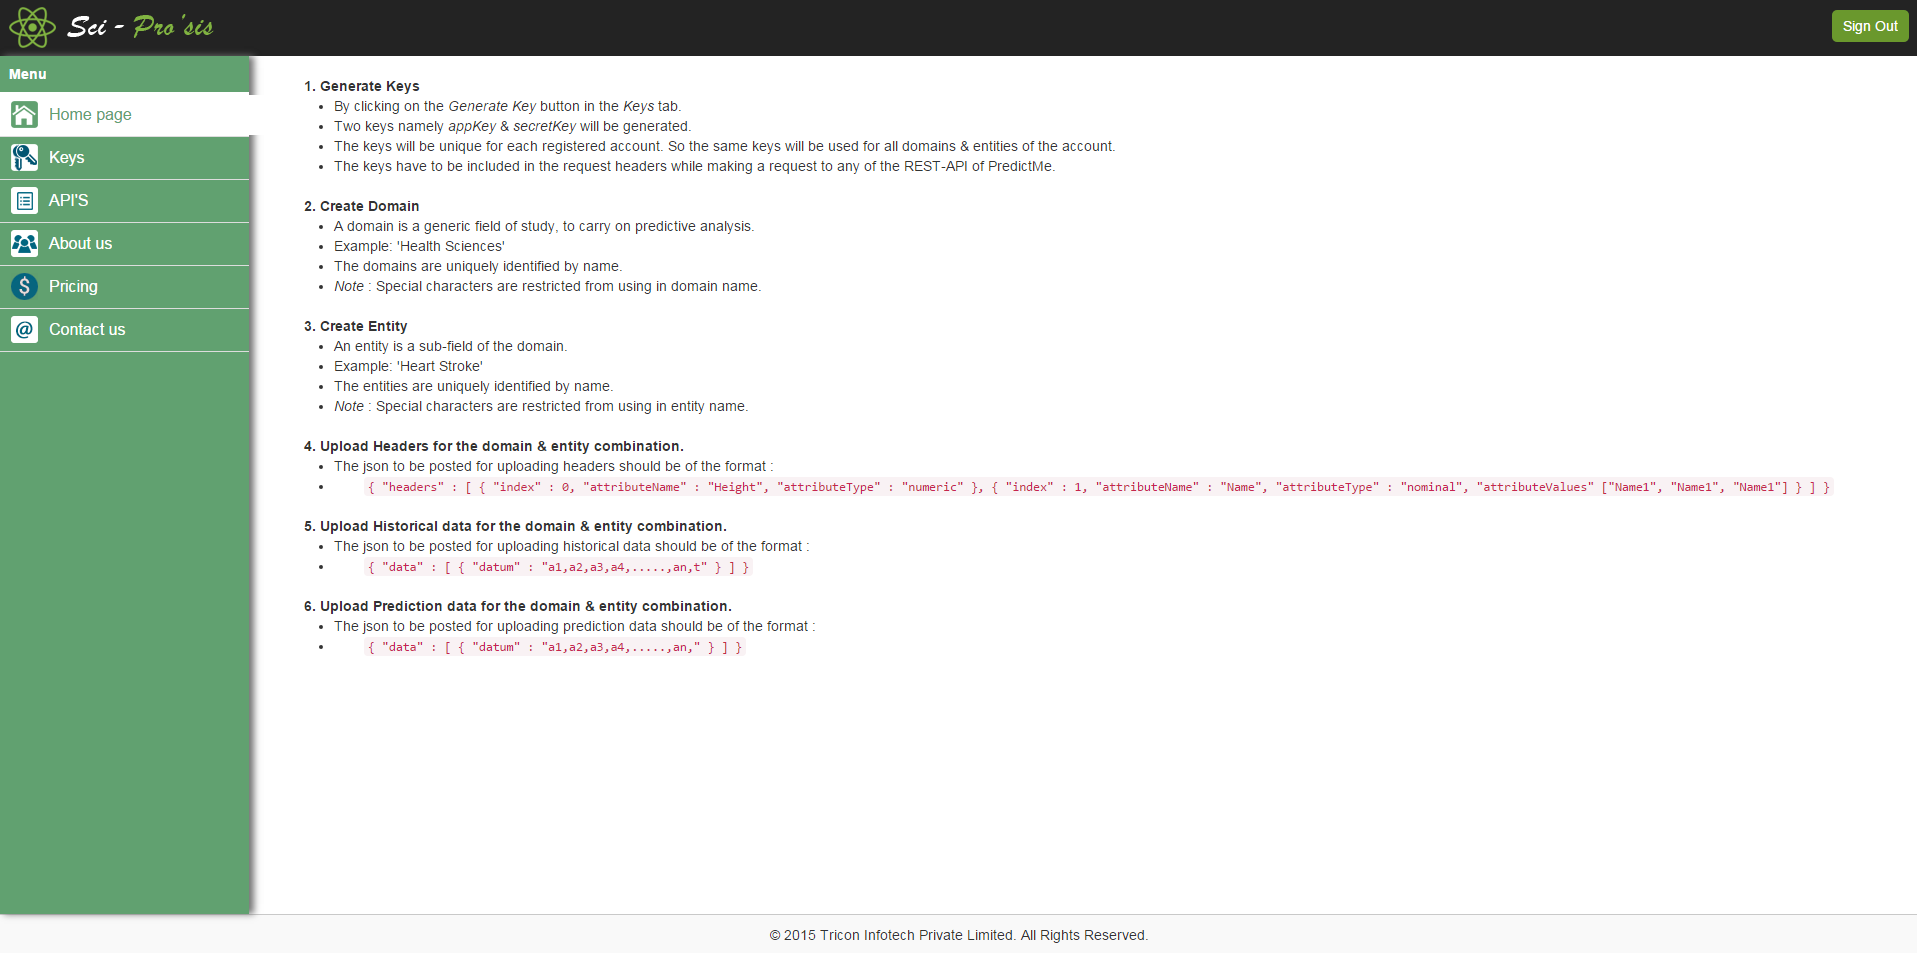 Sci - Pro'sis
Sign Out
Menu
Home page
Keys
API'S
About us
Pricing
Contact us
1. Generate Keys
• By clicking on the Generate Key button in the Keys tab.
• Two keys namely appKey & secretKey will be generated.
• The keys will be unique for each registered account. So the same keys will be used for all domains & entities of the account.
• The keys have to be included in the request headers while making a request to any of the REST-API of PredictMe.
2. Create Domain
• A domain is a generic field of study, to carry on predictive analysis.
• Example: 'Health Sciences'
• The domains are uniquely identified by name.
• Note : Special characters are restricted from using in domain name.
3. Create Entity
• An entity is a sub-field of the domain.
• Example: 'Heart Stroke'
• The entities are uniquely identified by name.
• Note : Special characters are restricted from using in entity name.
4. Upload Headers for the domain & entity combination.
• The json to be posted for uploading headers should be of the format :
• { "headers" : [ { "index" : 0, "attributeName" : "Height", "attributeType" : "numeric" }, { "index" : 1, "attributeName" : "Name", "attributeType" : "nominal", "attributeValues" ["Name1", "Name1", "Name1"] } ] }
5. Upload Historical data for the domain & entity combination.
• The json to be posted for uploading historical data should be of the format :
• { "data" : [ { "datum" : "a1,a2,a3,a4,.....,an,t" } ] }
6. Upload Prediction data for the domain & entity combination.
• The json to be posted for uploading prediction data should be of the format :
• { "data" : [ { "datum" : "a1,a2,a3,a4,.....,an," } ] }
© 2015 Tricon Infotech Private Limited. All Rights Reserved.